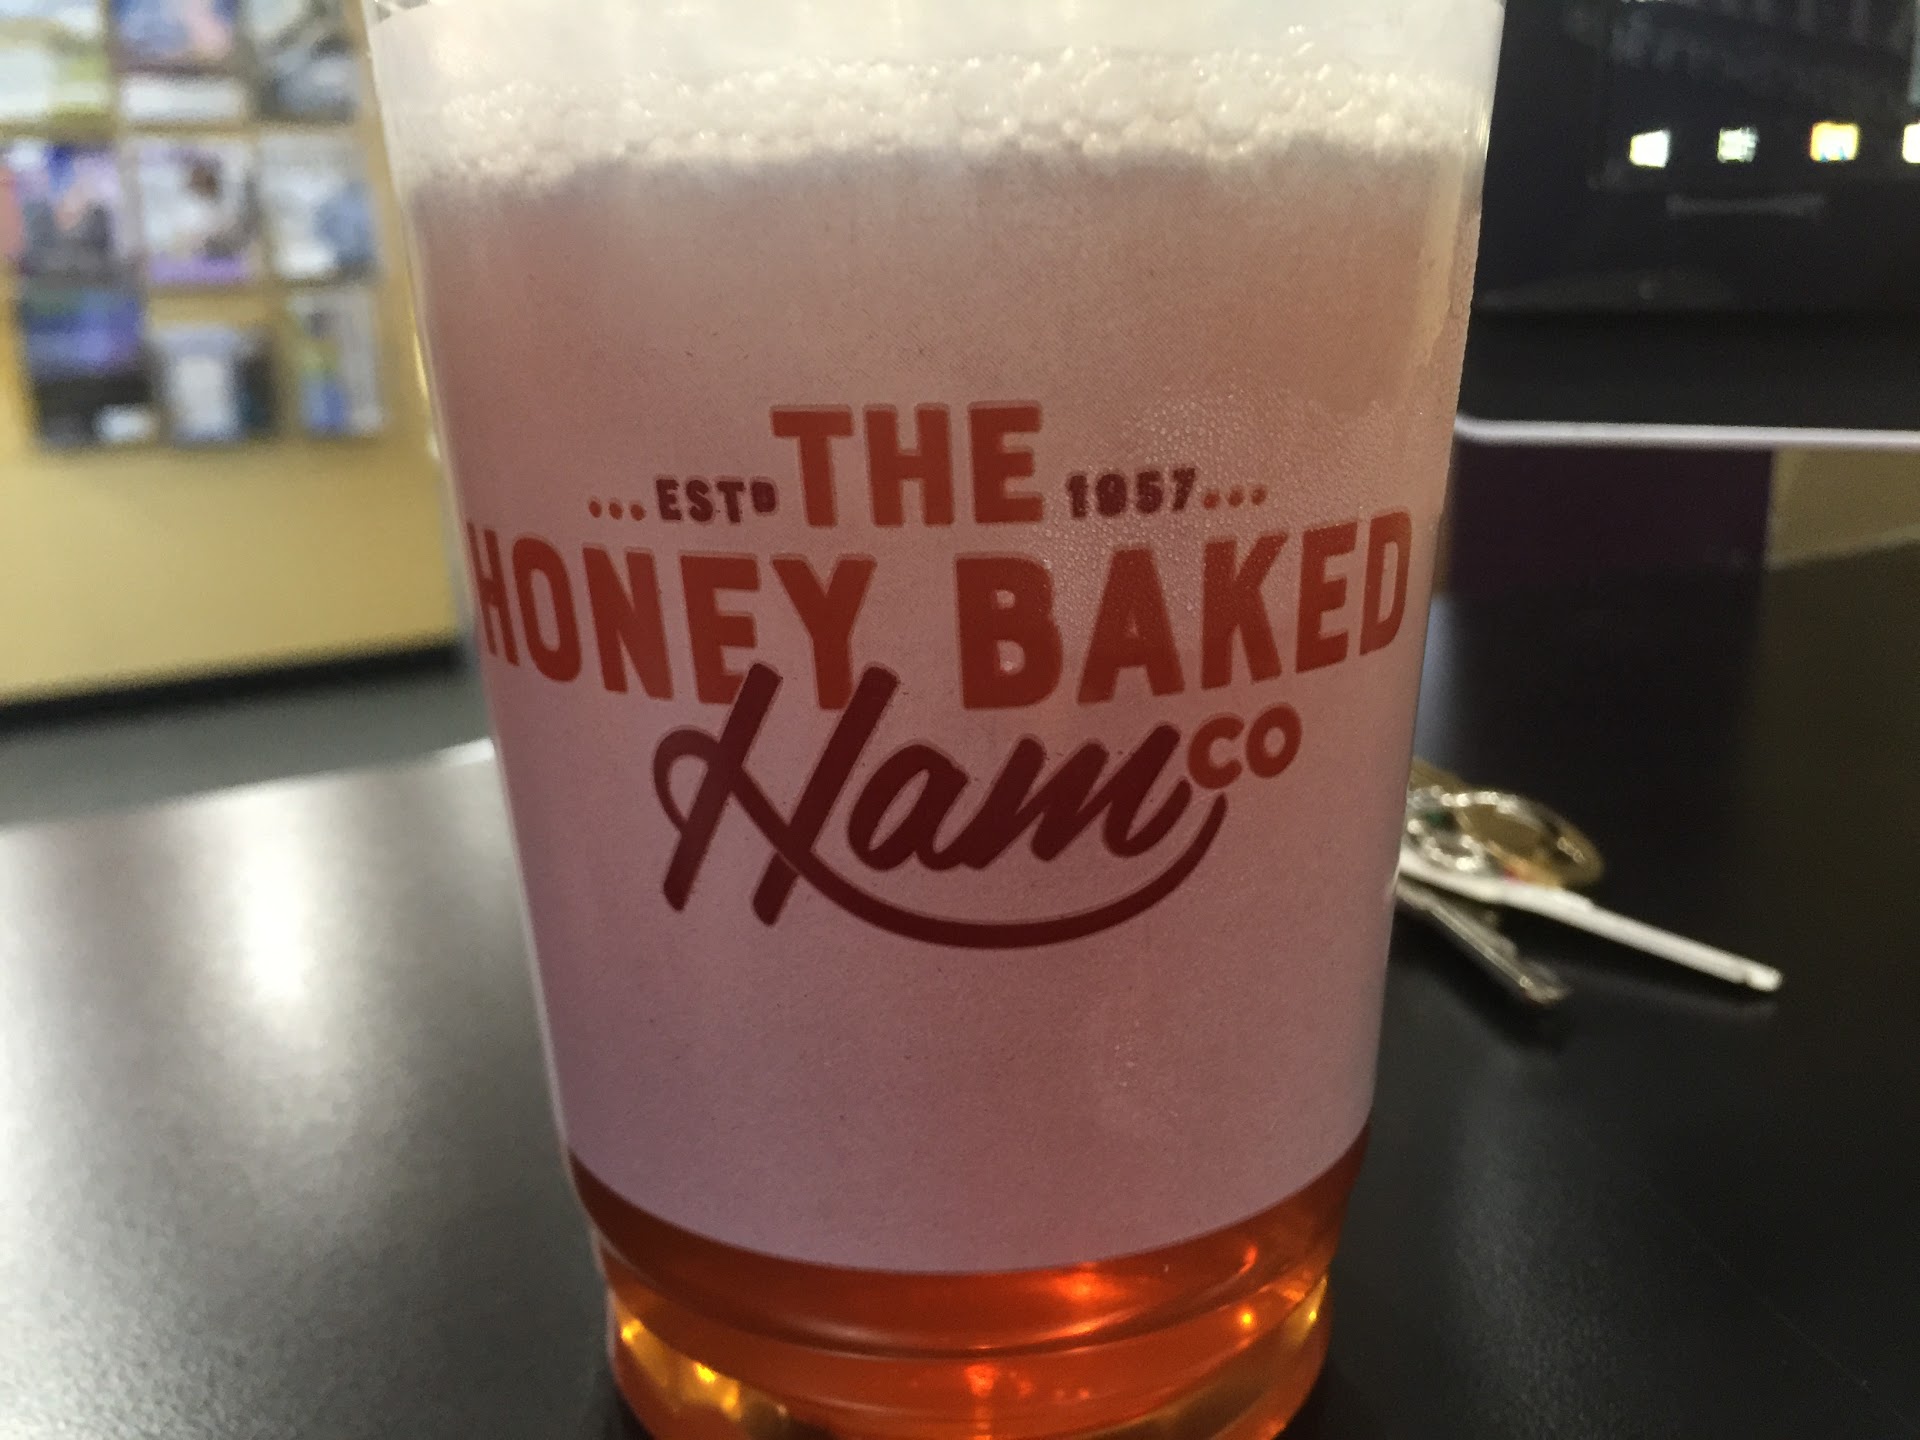 THE
...ESTD 1957...
HONEY BAKED
Ham CO